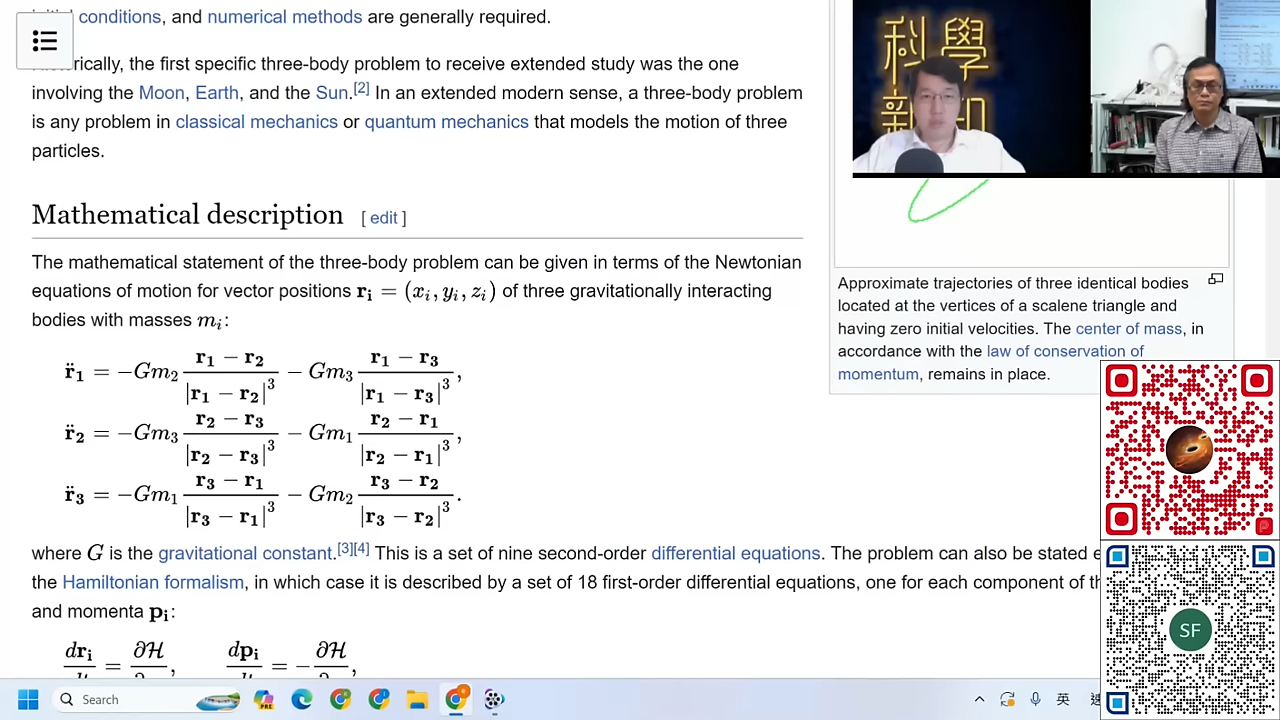 initial conditions, and numerical methods are generally required.
Historically, the first specific three-body problem to receive extended study was the one
involving the Moon, Earth, and the Sun.[2] In an extended modern sense, a three-body problem
is any problem in classical mechanics or quantum mechanics that models the motion of three
particles.
Mathematical description [ edit ]
The mathematical statement of the three-body problem can be given in terms of the Newtonian
equations of motion for vector positions rᵢ = (xᵢ, yᵢ, zᵢ) of three gravitationally interacting
bodies with masses mᵢ:
r̈₁ = −Gm₂ (r₁ − r₂)/|r₁ − r₂|³ − Gm₃ (r₁ − r₃)/|r₁ − r₃|³,
r̈₂ = −Gm₃ (r₂ − r₃)/|r₂ − r₃|³ − Gm₁ (r₂ − r₁)/|r₂ − r₁|³,
r̈₃ = −Gm₁ (r₃ − r₁)/|r₃ − r₁|³ − Gm₂ (r₃ − r₂)/|r₃ − r₂|³.
where G is the gravitational constant.[3][4] This is a set of nine second-order differential equations. The problem can also be stated
the Hamiltonian formalism, in which case it is described by a set of 18 first-order differential equations, one for each component of
and momenta pᵢ:
drᵢ = ∂ℋ, dpᵢ = −∂ℋ,
科學
新知
Approximate trajectories of three identical bodies
located at the vertices of a scalene triangle and
having zero initial velocities. The center of mass, in
accordance with the law of conservation of
momentum, remains in place.
SF
Search
英